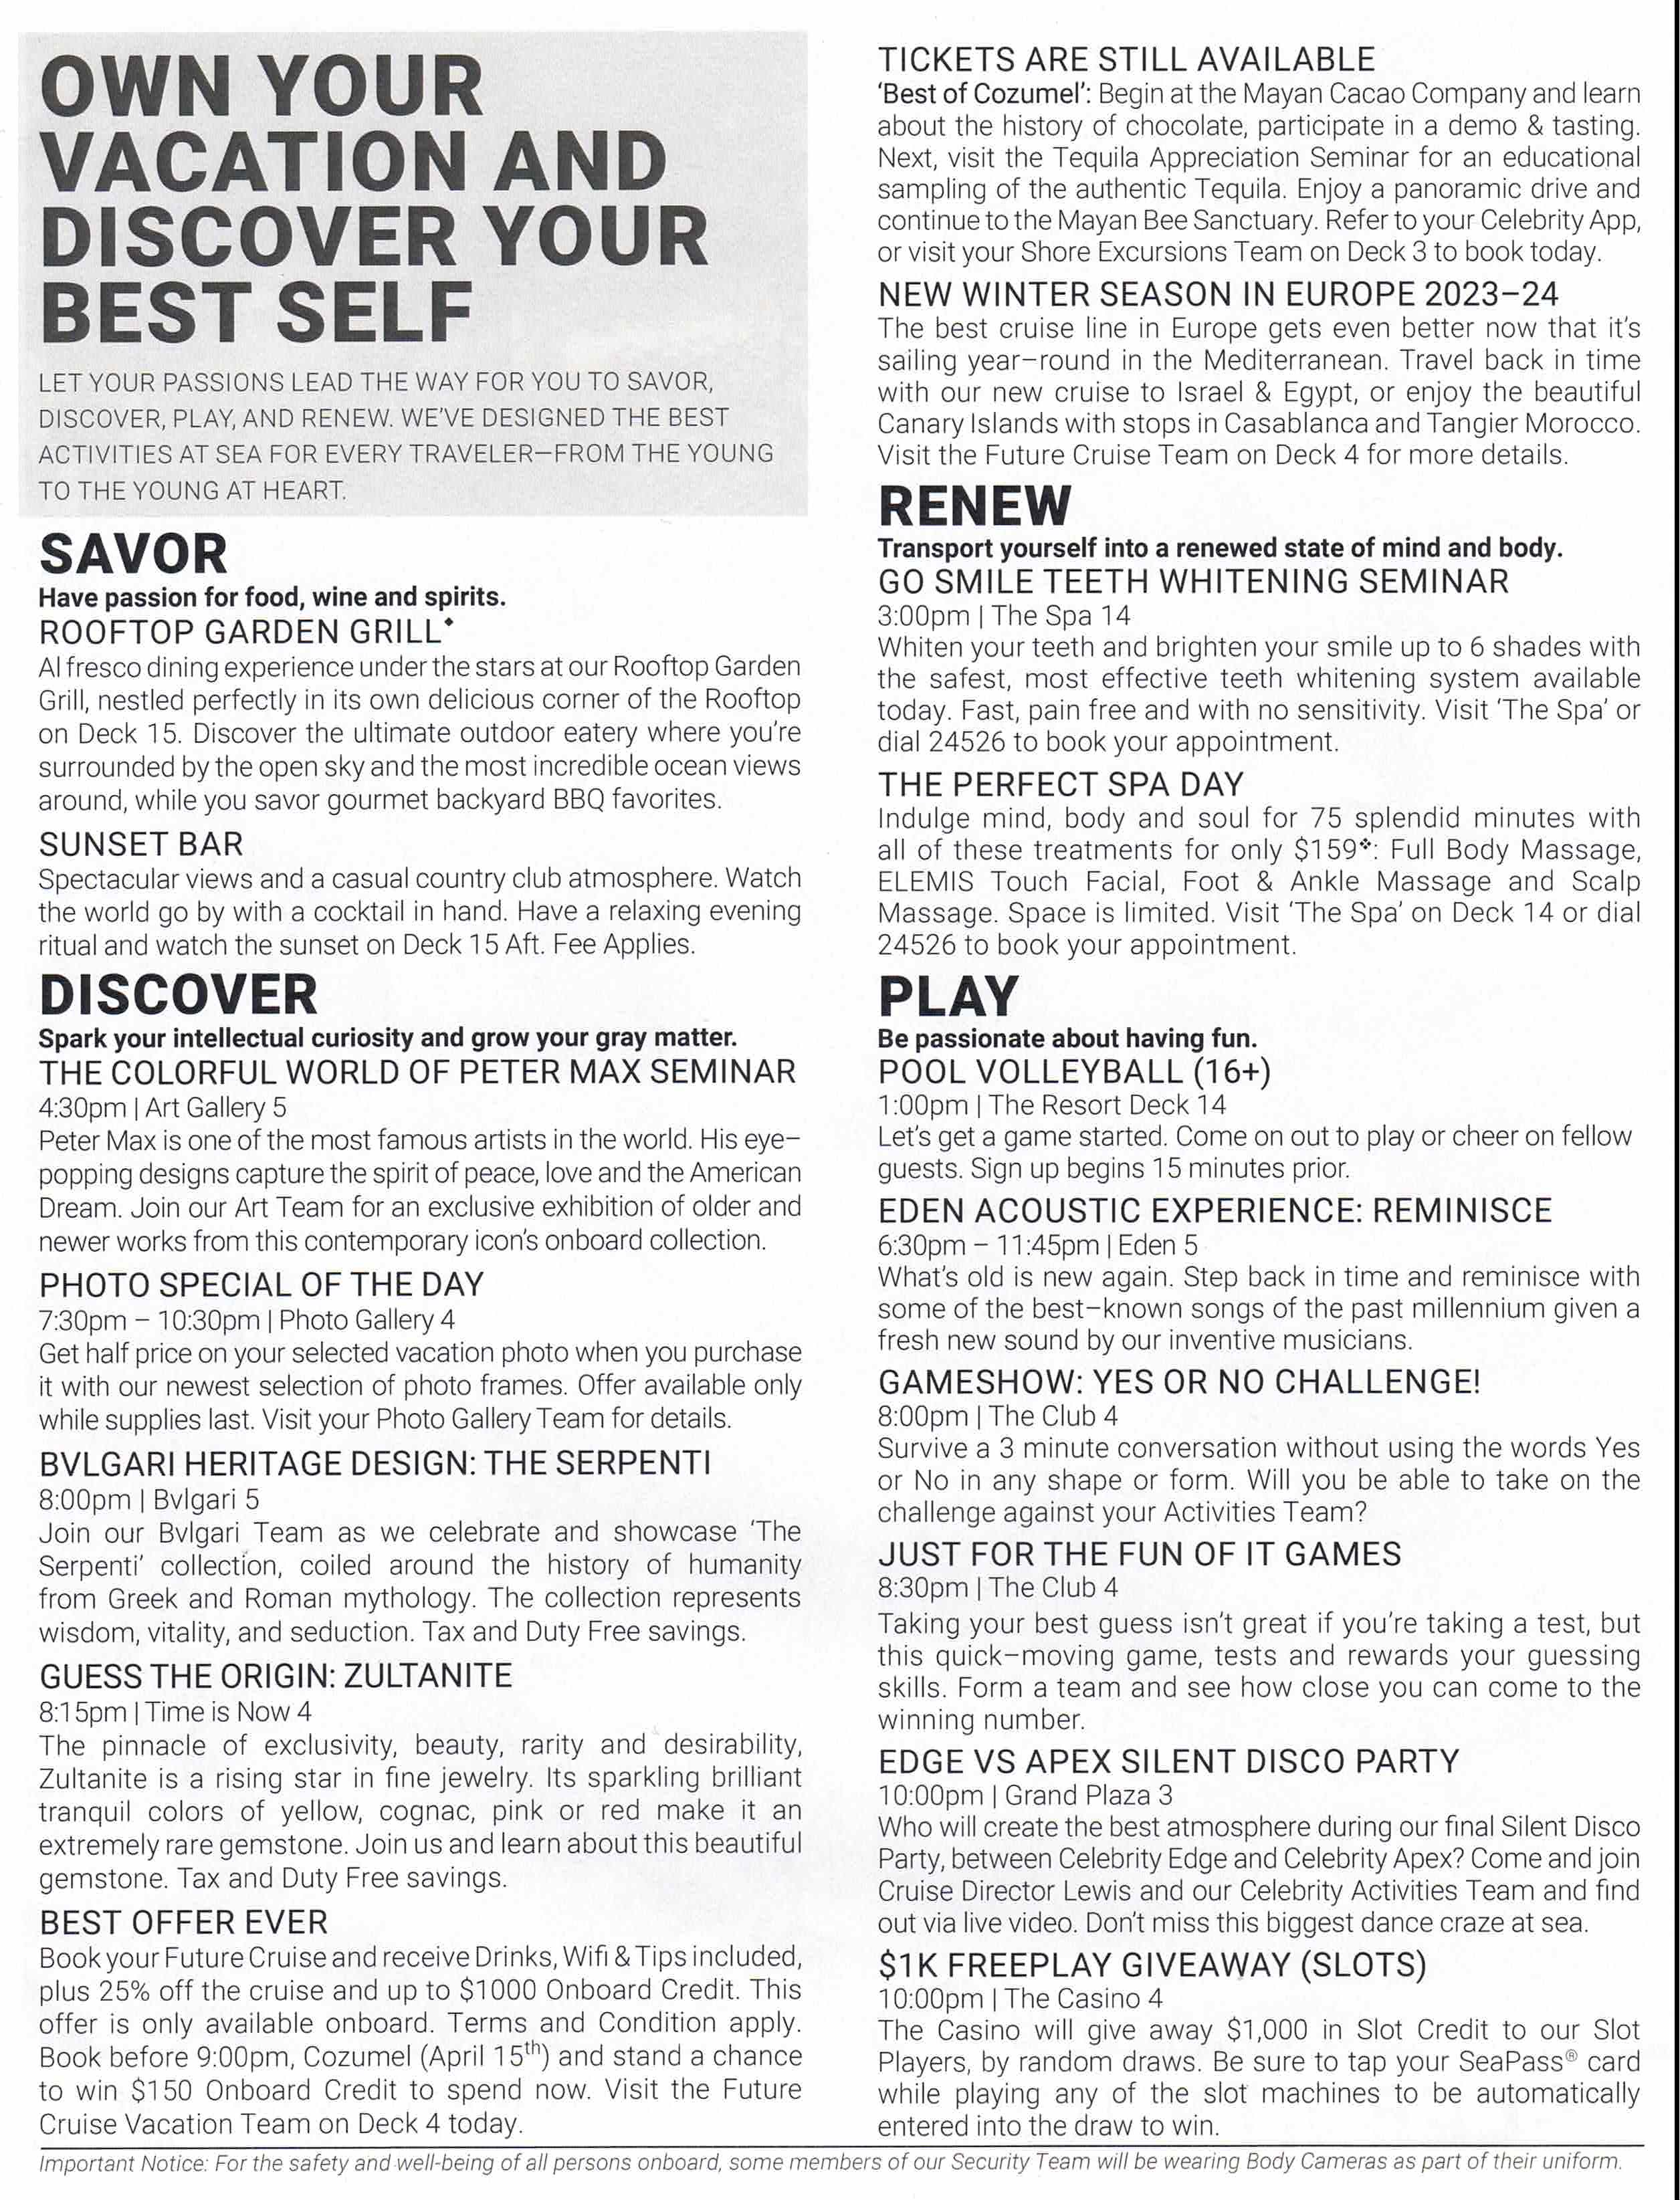 OWN YOUR
VACATION AND
DISCOVER YOUR
BEST SELF
LET YOUR PASSIONS LEAD THE WAY FOR YOU TO SAVOR,
DISCOVER, PLAY, AND RENEW. WE'VE DESIGNED THE BEST
ACTIVITIES AT SEA FOR EVERY TRAVELER—FROM THE YOUNG
TO THE YOUNG AT HEART.
SAVOR
Have passion for food, wine and spirits.
ROOFTOP GARDEN GRILL⬥
Al fresco dining experience under the stars at our Rooftop Garden
Grill, nestled perfectly in its own delicious corner of the Rooftop
on Deck 15. Discover the ultimate outdoor eatery where you're
surrounded by the open sky and the most incredible ocean views
around, while you savor gourmet backyard BBQ favorites.
SUNSET BAR
Spectacular views and a casual country club atmosphere. Watch
the world go by with a cocktail in hand. Have a relaxing evening
ritual and watch the sunset on Deck 15 Aft. Fee Applies.
DISCOVER
Spark your intellectual curiosity and grow your gray matter.
THE COLORFUL WORLD OF PETER MAX SEMINAR
4:30pm | Art Gallery 5
Peter Max is one of the most famous artists in the world. His eye–
popping designs capture the spirit of peace, love and the American
Dream. Join our Art Team for an exclusive exhibition of older and
newer works from this contemporary icon's onboard collection.
PHOTO SPECIAL OF THE DAY
7:30pm – 10:30pm | Photo Gallery 4
Get half price on your selected vacation photo when you purchase
it with our newest selection of photo frames. Offer available only
while supplies last. Visit your Photo Gallery Team for details.
BVLGARI HERITAGE DESIGN: THE SERPENTI
8:00pm | Bvlgari 5
Join our Bvlgari Team as we celebrate and showcase 'The
Serpenti' collection, coiled around the history of humanity
from Greek and Roman mythology. The collection represents
wisdom, vitality, and seduction. Tax and Duty Free savings.
GUESS THE ORIGIN: ZULTANITE
8:15pm | Time is Now 4
The pinnacle of exclusivity, beauty, rarity and desirability,
Zultanite is a rising star in fine jewelry. Its sparkling brilliant
tranquil colors of yellow, cognac, pink or red make it an
extremely rare gemstone. Join us and learn about this beautiful
gemstone. Tax and Duty Free savings.
BEST OFFER EVER
Book your Future Cruise and receive Drinks, Wifi & Tips included,
plus 25% off the cruise and up to $1000 Onboard Credit. This
offer is only available onboard. Terms and Condition apply.
Book before 9:00pm, Cozumel (April 15th) and stand a chance
to win $150 Onboard Credit to spend now. Visit the Future
Cruise Vacation Team on Deck 4 today.
TICKETS ARE STILL AVAILABLE
'Best of Cozumel': Begin at the Mayan Cacao Company and learn
about the history of chocolate, participate in a demo & tasting.
Next, visit the Tequila Appreciation Seminar for an educational
sampling of the authentic Tequila. Enjoy a panoramic drive and
continue to the Mayan Bee Sanctuary. Refer to your Celebrity App,
or visit your Shore Excursions Team on Deck 3 to book today.
NEW WINTER SEASON IN EUROPE 2023–24
The best cruise line in Europe gets even better now that it's
sailing year–round in the Mediterranean. Travel back in time
with our new cruise to Israel & Egypt, or enjoy the beautiful
Canary Islands with stops in Casablanca and Tangier Morocco.
Visit the Future Cruise Team on Deck 4 for more details.
RENEW
Transport yourself into a renewed state of mind and body.
GO SMILE TEETH WHITENING SEMINAR
3:00pm | The Spa 14
Whiten your teeth and brighten your smile up to 6 shades with
the safest, most effective teeth whitening system available
today. Fast, pain free and with no sensitivity. Visit 'The Spa' or
dial 24526 to book your appointment.
THE PERFECT SPA DAY
Indulge mind, body and soul for 75 splendid minutes with
all of these treatments for only $159❖: Full Body Massage,
ELEMIS Touch Facial, Foot & Ankle Massage and Scalp
Massage. Space is limited. Visit 'The Spa' on Deck 14 or dial
24526 to book your appointment.
PLAY
Be passionate about having fun.
POOL VOLLEYBALL (16+)
1:00pm | The Resort Deck 14
Let's get a game started. Come on out to play or cheer on fellow
guests. Sign up begins 15 minutes prior.
EDEN ACOUSTIC EXPERIENCE: REMINISCE
6:30pm – 11:45pm | Eden 5
What's old is new again. Step back in time and reminisce with
some of the best–known songs of the past millennium given a
fresh new sound by our inventive musicians.
GAMESHOW: YES OR NO CHALLENGE!
8:00pm | The Club 4
Survive a 3 minute conversation without using the words Yes
or No in any shape or form. Will you be able to take on the
challenge against your Activities Team?
JUST FOR THE FUN OF IT GAMES
8:30pm | The Club 4
Taking your best guess isn't great if you're taking a test, but
this quick–moving game, tests and rewards your guessing
skills. Form a team and see how close you can come to the
winning number.
EDGE VS APEX SILENT DISCO PARTY
10:00pm | Grand Plaza 3
Who will create the best atmosphere during our final Silent Disco
Party, between Celebrity Edge and Celebrity Apex? Come and join
Cruise Director Lewis and our Celebrity Activities Team and find
out via live video. Don't miss this biggest dance craze at sea.
$1K FREEPLAY GIVEAWAY (SLOTS)
10:00pm | The Casino 4
The Casino will give away $1,000 in Slot Credit to our Slot
Players, by random draws. Be sure to tap your SeaPass® card
while playing any of the slot machines to be automatically
entered into the draw to win.
Important Notice: For the safety and well-being of all persons onboard, some members of our Security Team will be wearing Body Cameras as part of their uniform.